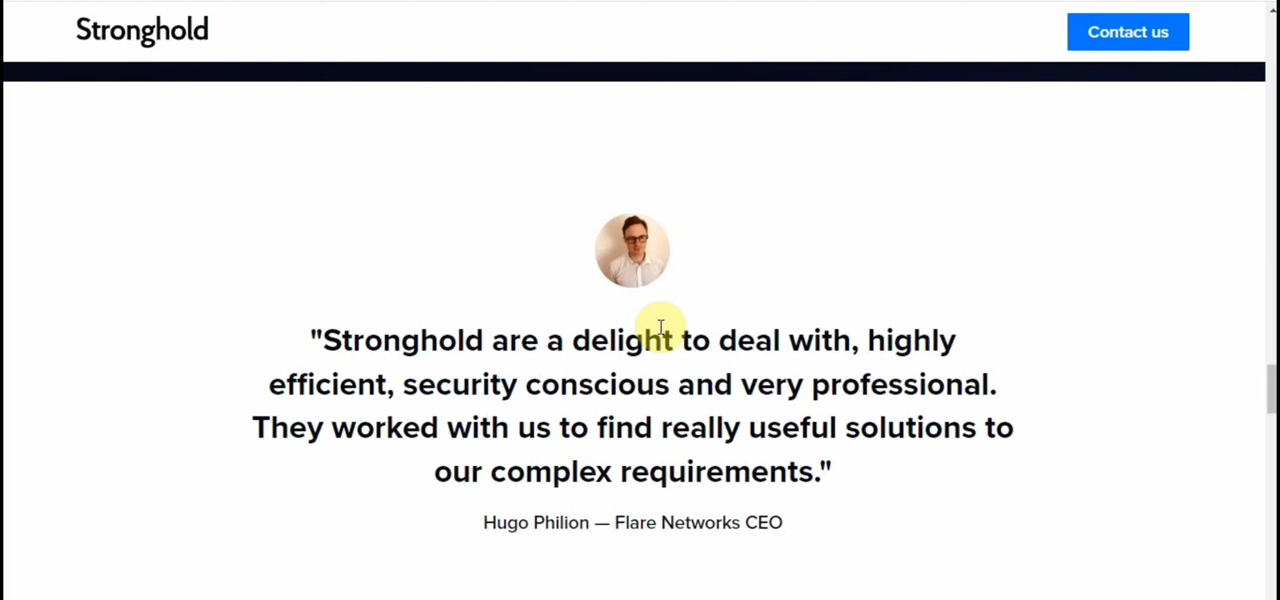 Stronghold
Contact us
"Stronghold are a delight to deal with, highly
efficient, security conscious and very professional.
They worked with us to find really useful solutions to
our complex requirements."
Hugo Philion — Flare Networks CEO